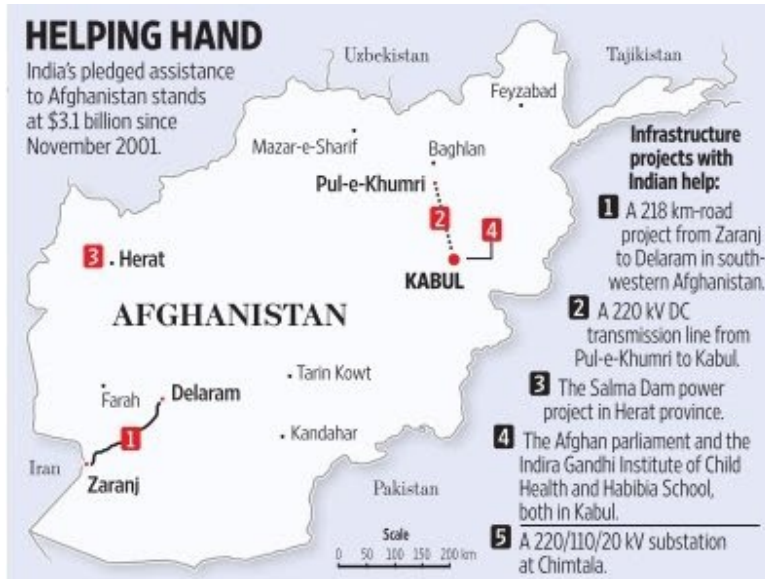 HELPING HAND
India's pledged assistance
to Afghanistan stands
at $3.1 billion since
November 2001.
Uzbekistan
Tajikistan
Feyzabad
Mazar-e-Sharif
Baghlan
Pul-e-Khumri
2
4
3
Herat
KABUL
AFGHANISTAN
Tarin Kowt
Farah
Delaram
1
Kandahar
Iran
Zaranj
Pakistan
Scale
0 50 100 150 200 km
Infrastructure
projects with
Indian help:
1 A 218 km-road
project from Zaranj
to Delaram in south-
western Afghanistan.
2 A 220 kV DC
transmission line from
Pul-e-Khumri to Kabul.
3 The Salma Dam power
project in Herat province.
4 The Afghan parliament and the
Indira Gandhi Institute of Child
Health and Habibia School,
both in Kabul.
5 A 220/110/20 kV substation
at Chimtala.